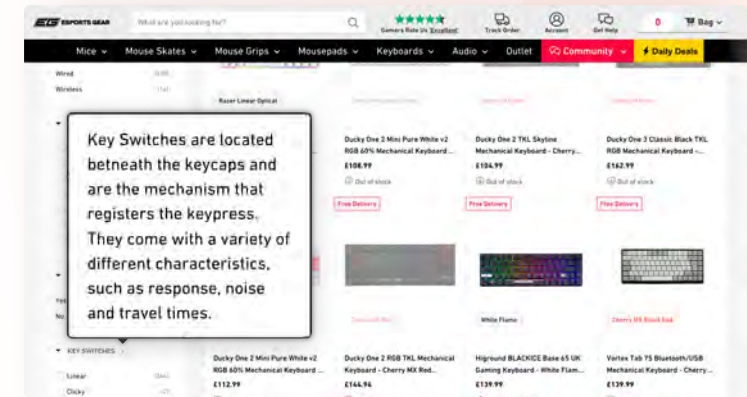 EG ESPORTS GEAR
What are you looking for?
Gamers Rate Us Excellent
Track Order
Account
Get Help
0
Bag
Mice
Mouse Skates
Mouse Grips
Mousepads
Keyboards
Audio
Outlet
Community
Daily Deals
Wired
Wireless
Razer Linear Optical
Ducky One 2 Mini Pure White v2
RGB 60% Mechanical Keyboard ...
£108.99
Out of stock
Free Delivery
Ducky One 2 TKL Skyline
Mechanical Keyboard - Cherry...
£104.99
Out of stock
Free Delivery
Ducky One 3 Classic Black TKL
RGB Mechanical Keyboard - ...
£162.99
Out of stock
Free Delivery
Key Switches are located
betneath the keycaps and
are the mechanism that
registers the keypress.
They come with a variety of
different characteristics,
such as response, noise
and travel times.
No
KEY SWITCHES
Linear
Clicky
White Flame
Ducky One 2 Mini Pure White v2
RGB 60% Mechanical Keyboard ...
£112.99
Ducky One 2 RGB TKL Mechanical
Keyboard - Cherry MX Red...
£144.94
Higround BLACKICE Base 65 UK
Gaming Keyboard - White Flam...
£139.99
Vortex Tab 75 Bluetooth/USB
Mechanical Keyboard - Cherry...
£139.99